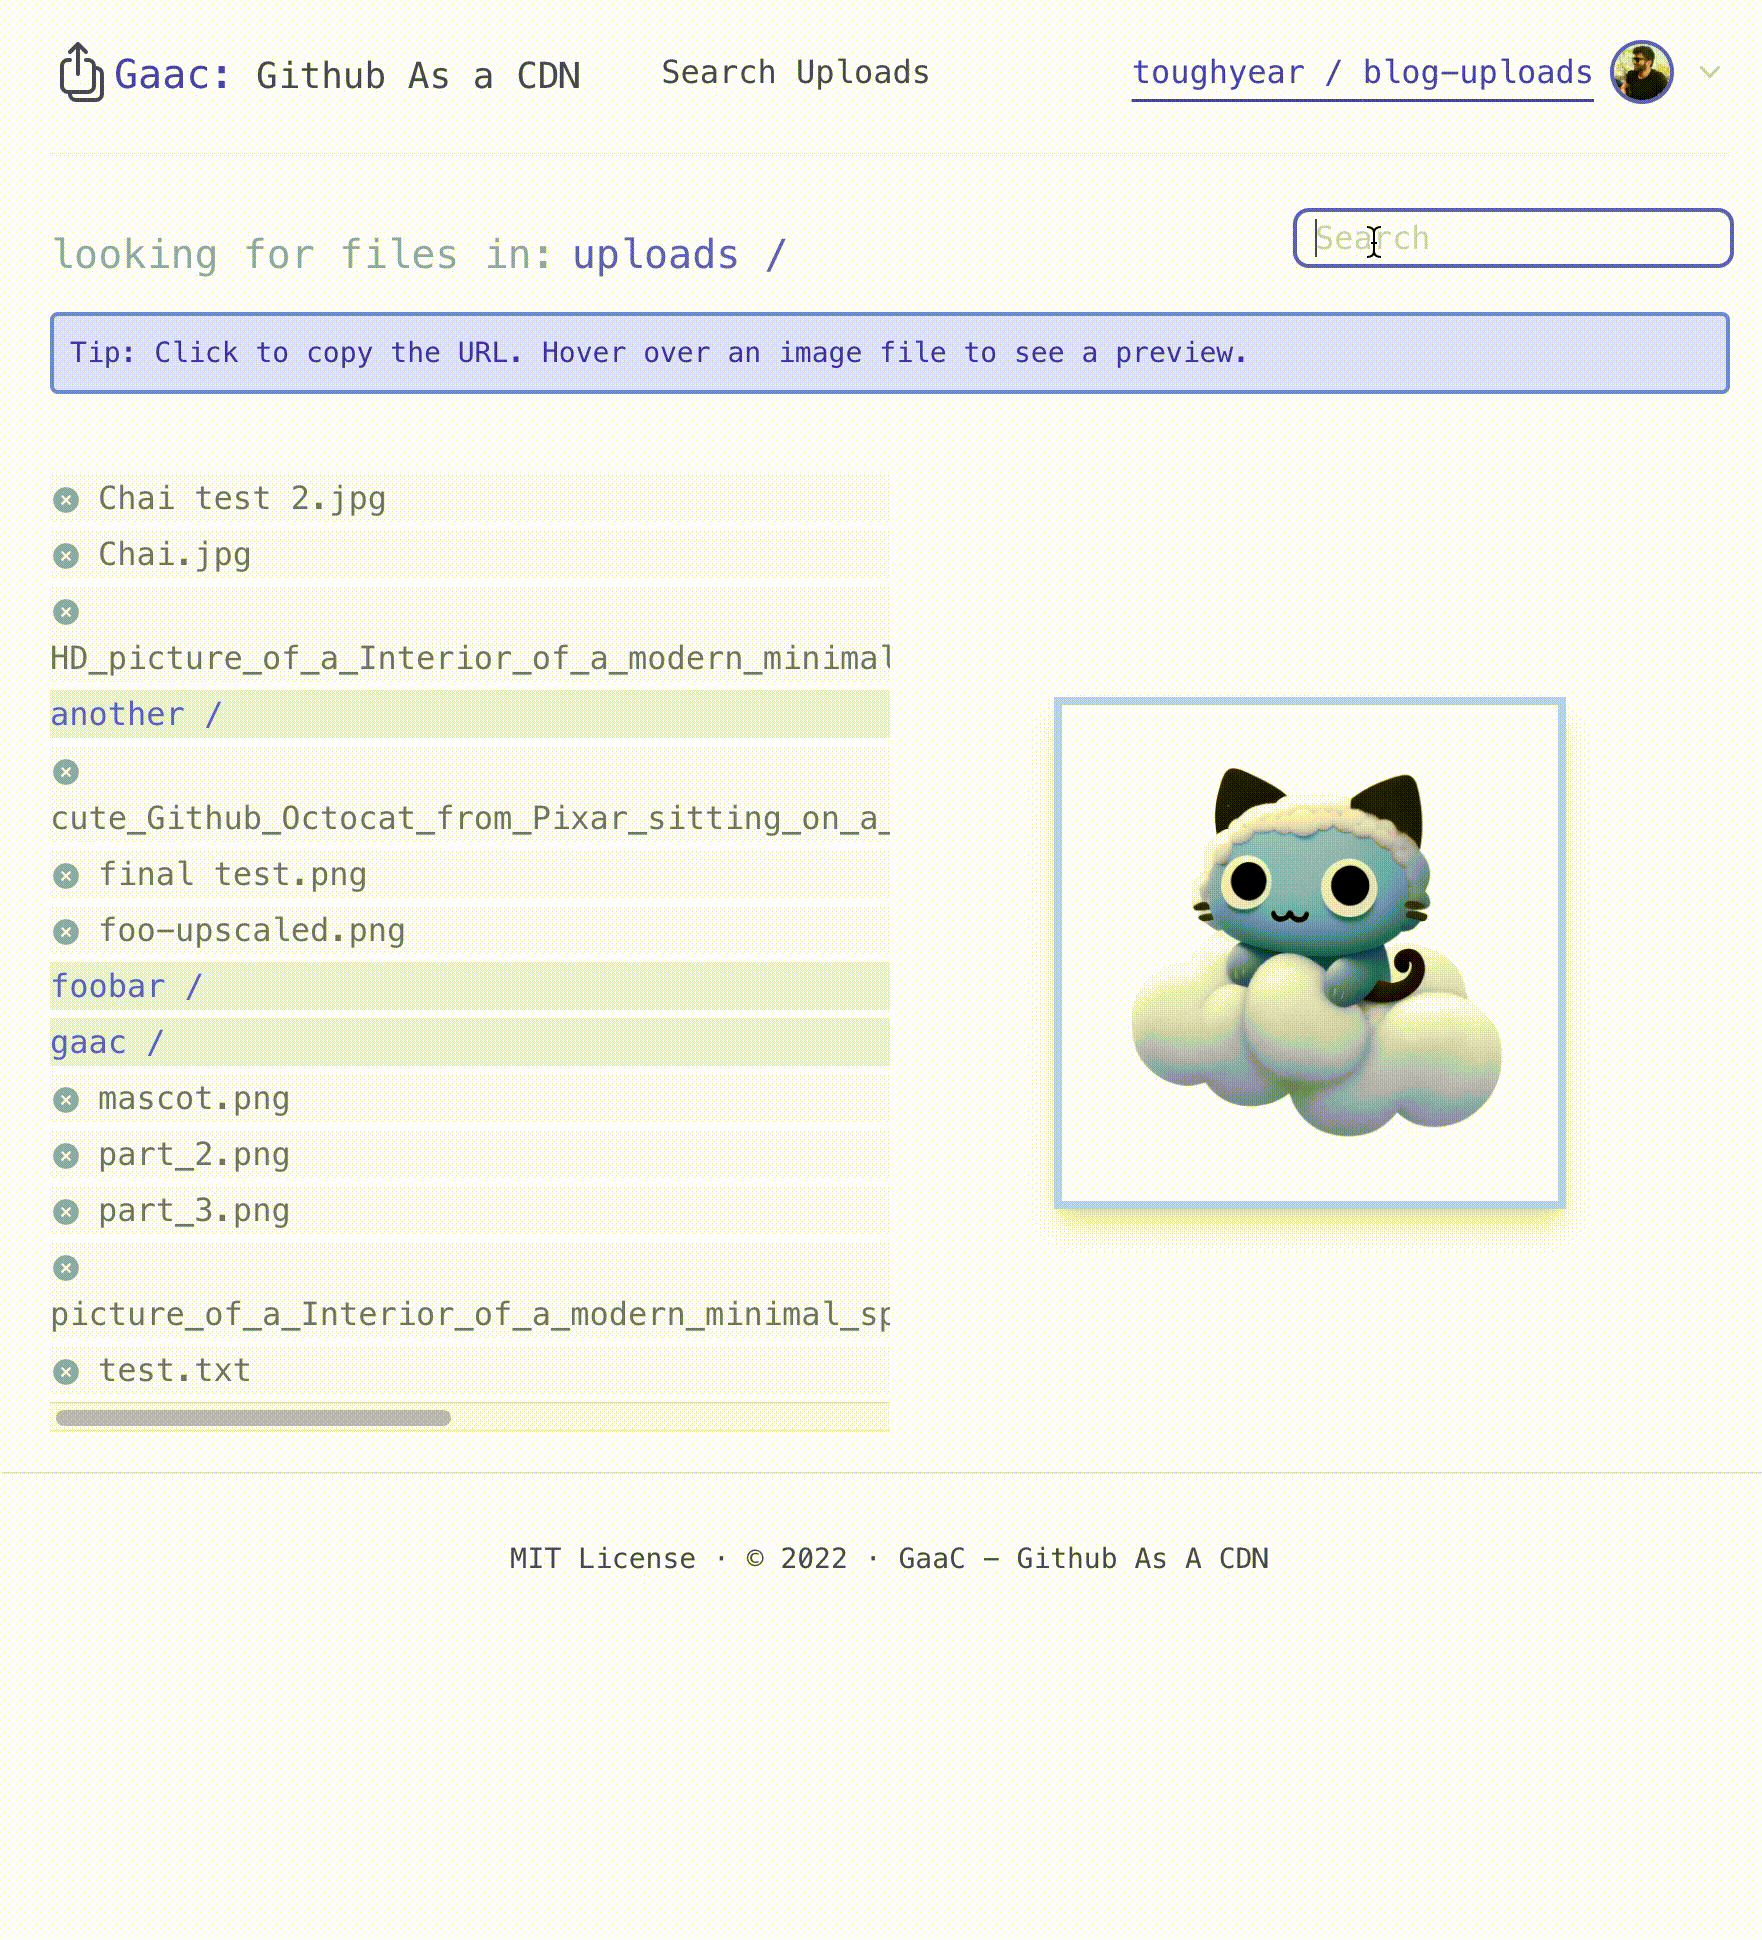 Gaac: Github As a CDN
Search Uploads
toughyear / blog-uploads
looking for files in: uploads /
Search
Tip: Click to copy the URL. Hover over an image file to see a preview.
Chai test 2.jpg
Chai.jpg
HD_picture_of_a_Interior_of_a_modern_minimal
another /
cute_Github_Octocat_from_Pixar_sitting_on_a_
final test.png
foo-upscaled.png
foobar /
gaac /
mascot.png
part_2.png
part_3.png
picture_of_a_Interior_of_a_modern_minimal_sp
test.txt
MIT License · © 2022 · GaaC - Github As A CDN